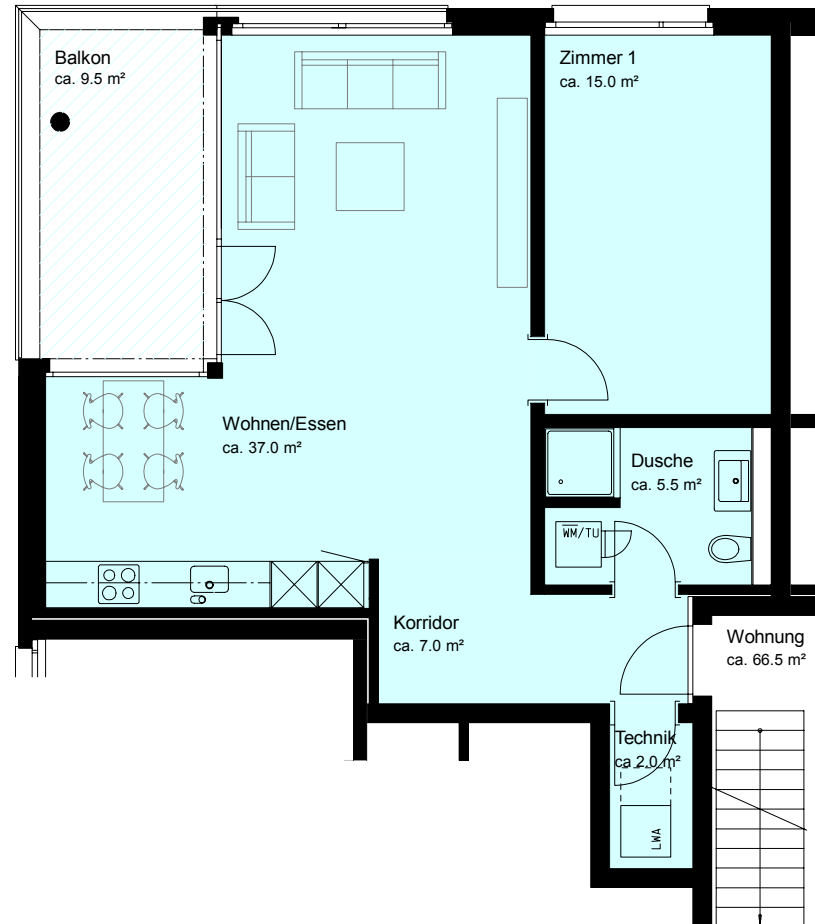 Balkon
ca. 9.5 m²
Zimmer 1
ca. 15.0 m²
Wohnen/Essen
ca. 37.0 m²
Dusche
ca. 5.5 m²
WM/TU
Korridor
ca. 7.0 m²
Wohnung
ca. 66.5 m²
Technik
ca 2.0 m²
LWA